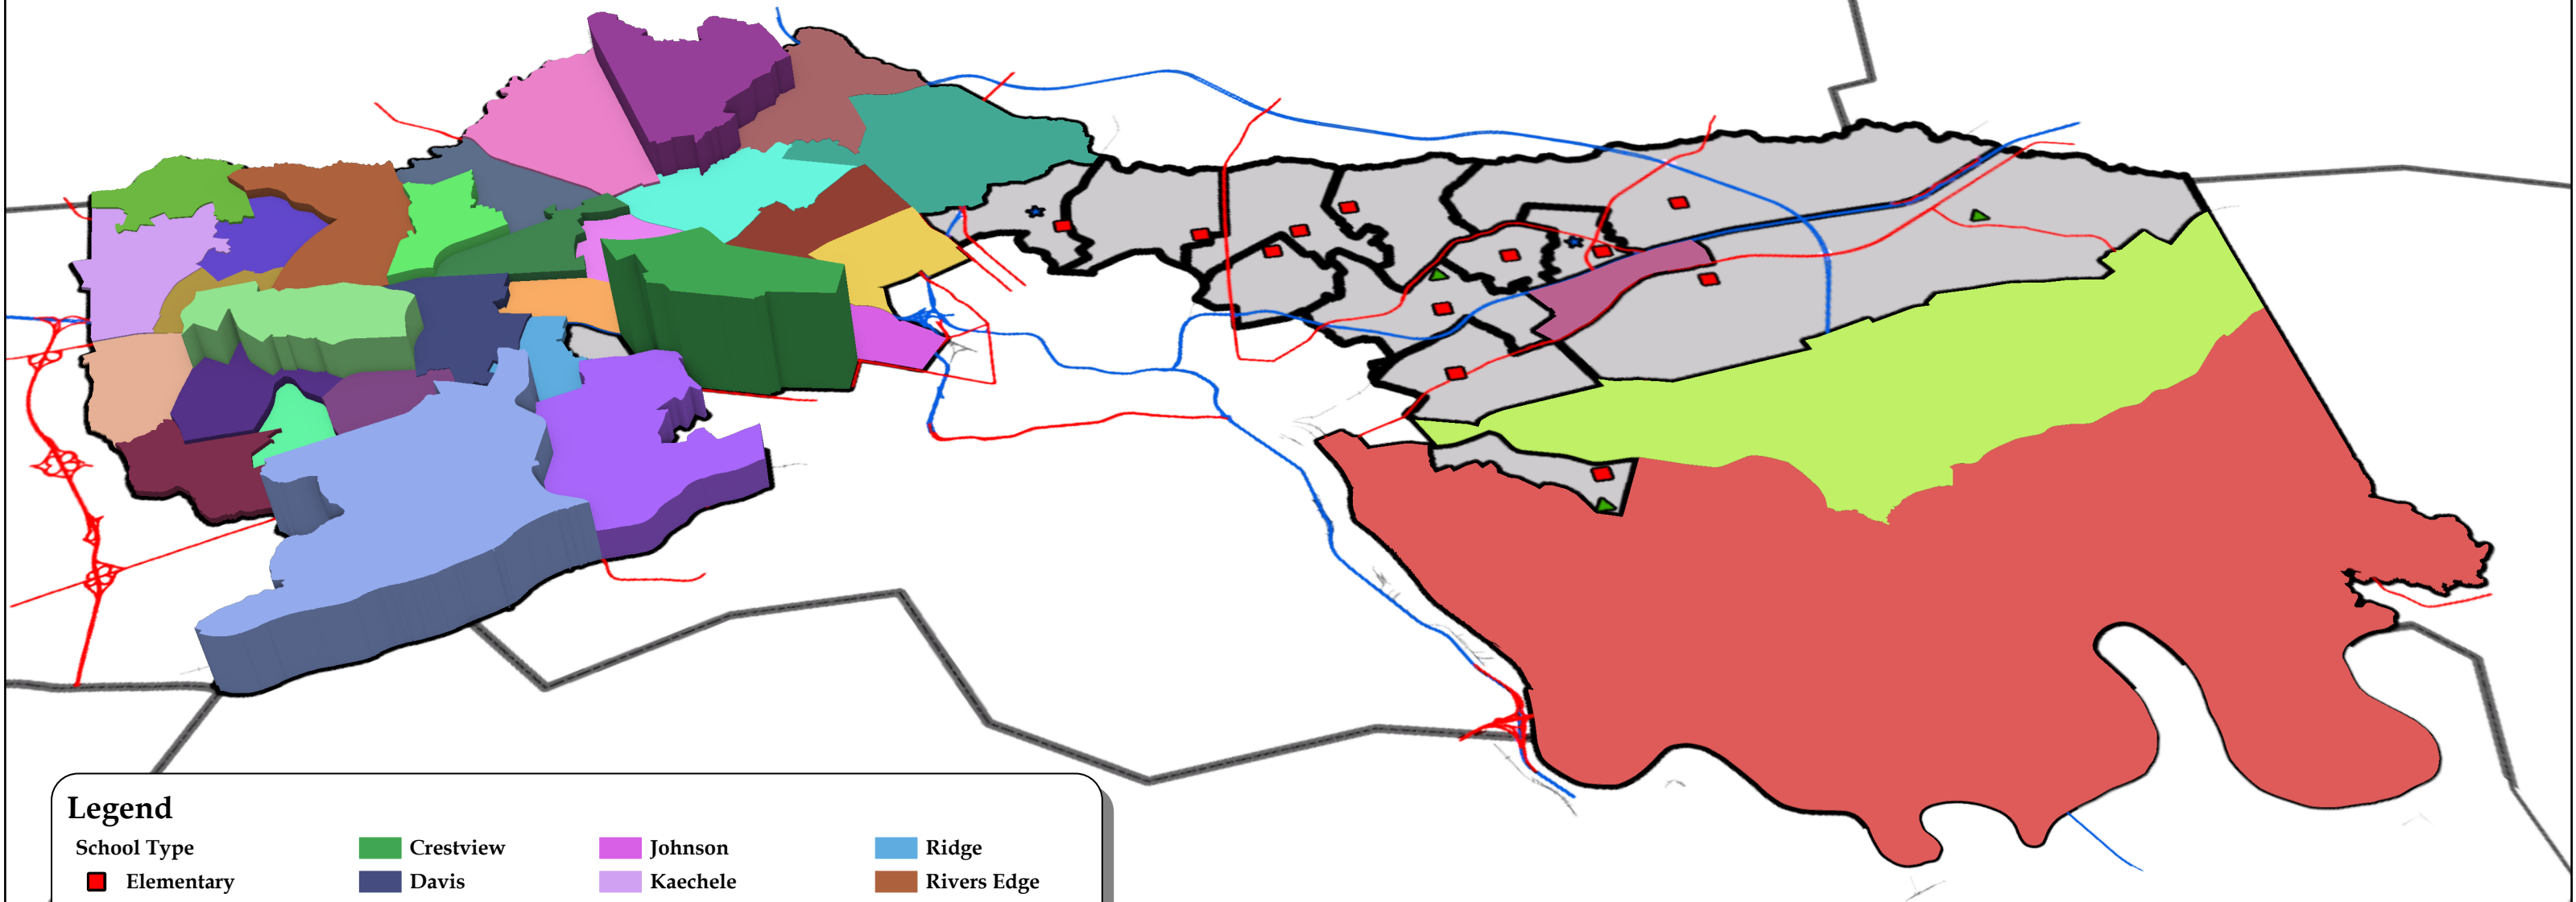 Legend
School Type
Crestview
Johnson
Ridge
Elementary
Davis
Kaechele
Rivers Edge